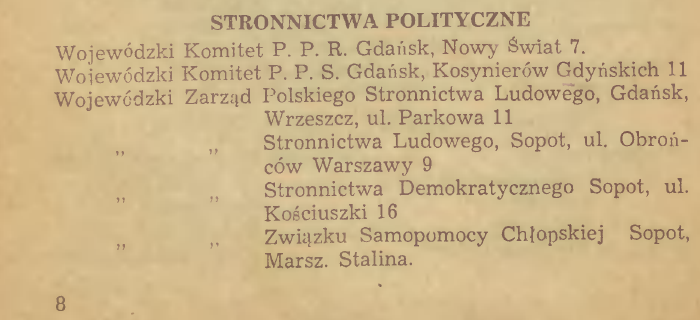 STRONNICTWA POLITYCZNE
Wojewódzki Komitet P. P. R. Gdańsk, Nowy Świat 7.
Wojewódzki Komitet P. P. S. Gdańsk, Kosynierów Gdyńskich 11
Wojewódzki Zarząd Polskiego Stronnictwa Ludowego, Gdańsk,
Wrzeszcz, ul. Parkowa 11
„ „ Stronnictwa Ludowego, Sopot, ul. Obroń-
ców Warszawy 9
„ „ Stronnictwa Demokratycznego Sopot, ul.
Kościuszki 16
„ „ Związku Samopomocy Chłopskiej Sopot,
Marsz. Stalina.
8